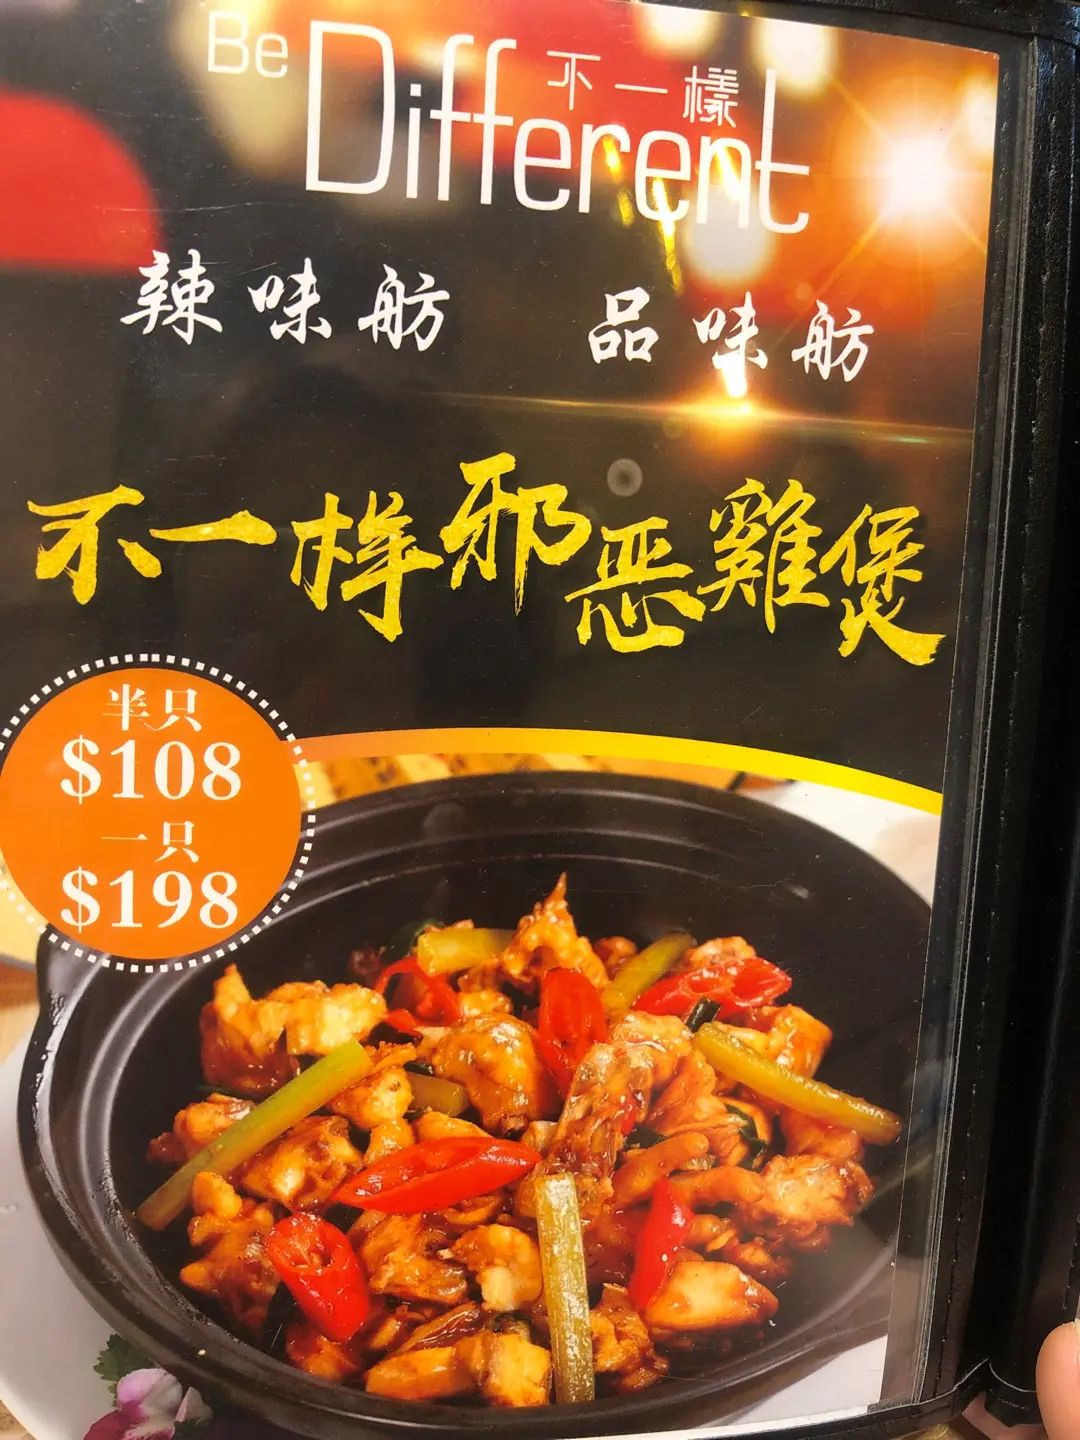 Be
不一樣
Different
辣味舫 品味舫
不一样邪恶雞煲
半只
$108
一只
$198